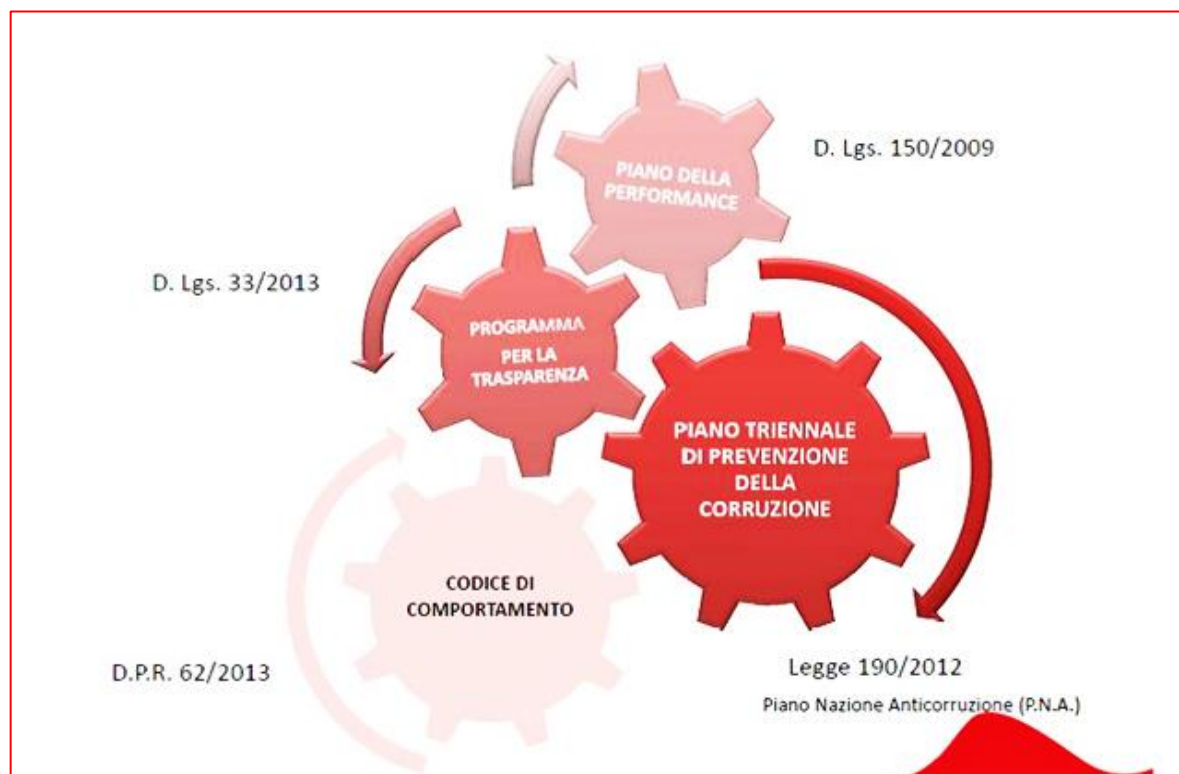 D. Lgs. 150/2009
PIANO DELLA
PERFORMANCE
D. Lgs. 33/2013
PROGRAMMA
PER LA
TRASPARENZA
PIANO TRIENNALE
DI PREVENZIONE
DELLA
CORRUZIONE
CODICE DI
COMPORTAMENTO
D.P.R. 62/2013
Legge 190/2012
Piano Nazione Anticorruzione (P.N.A.)